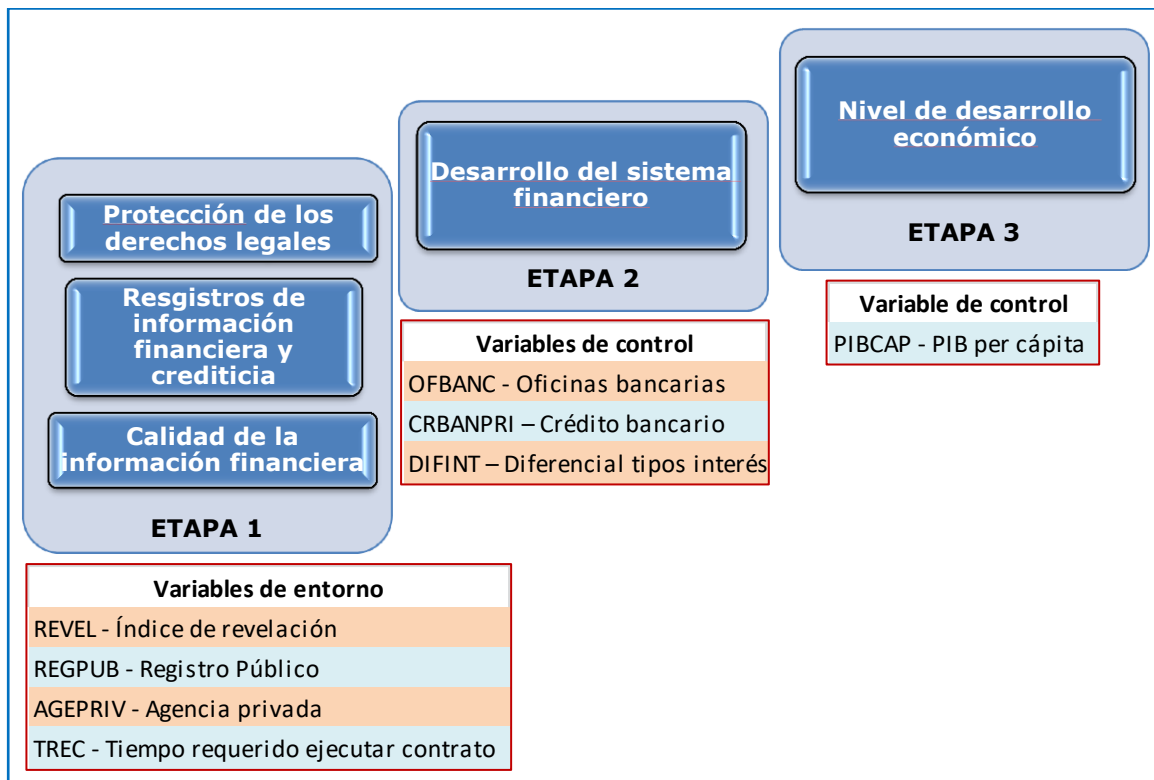 Protección de los
derechos legales
Resgistros de
información
financiera y
crediticia
Calidad de la
información financiera
ETAPA 1
Variables de entorno
REVEL - Índice de revelación
REGPUB - Registro Público
AGEPRIV - Agencia privada
TREC - Tiempo requerido ejecutar contrato
Desarrollo del sistema
financiero
ETAPA 2
Variables de control
OFBANC - Oficinas bancarias
CRBANPRI – Crédito bancario
DIFINT – Diferencial tipos interés
Nivel de desarrollo
económico
ETAPA 3
Variable de control
PIBCAP - PIB per cápita